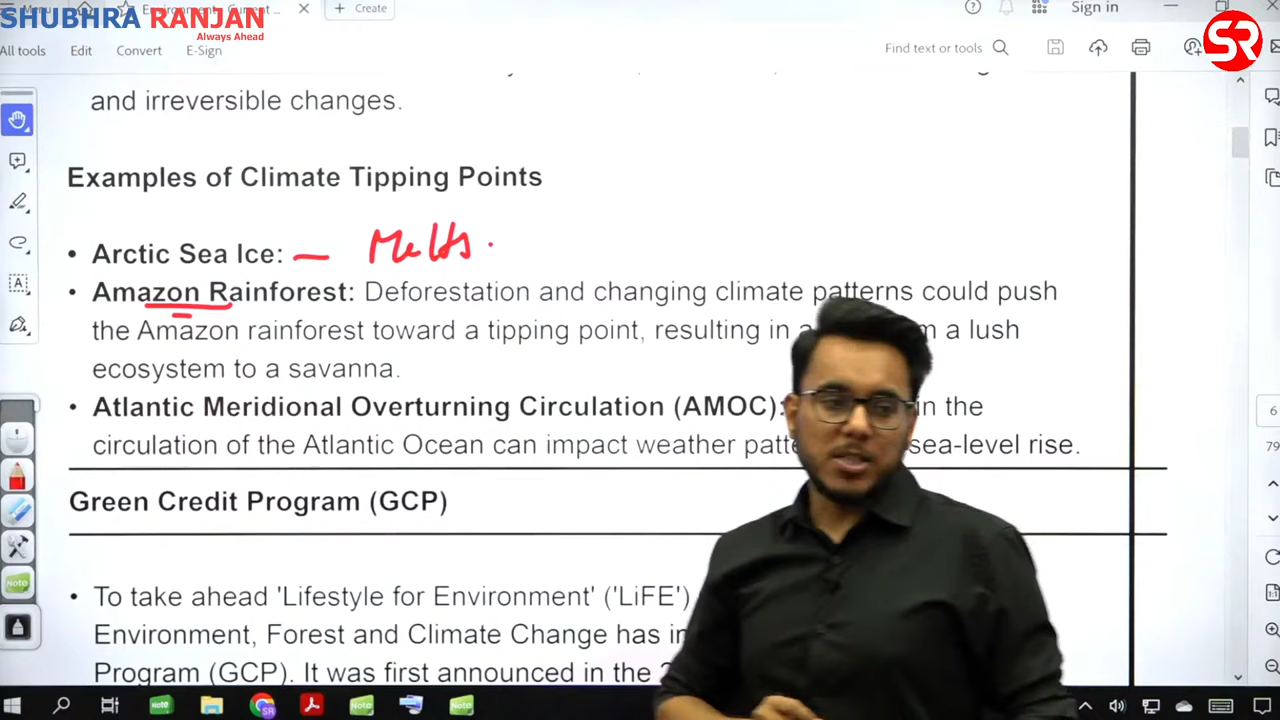 SHUBHRA RANJAN
Always Ahead
Create
Sign in
All tools Edit Convert E-Sign Find text or tools
SR
and irreversible changes.
Examples of Climate Tipping Points
• Arctic Sea Ice: — Melts.
• Amazon Rainforest: Deforestation and changing climate patterns could push
the Amazon rainforest toward a tipping point, resulting in a lush
ecosystem to a savanna.
• Atlantic Meridional Overturning Circulation (AMOC): in the
circulation of the Atlantic Ocean can impact weather sea-level rise.
Green Credit Program (GCP)
• To take ahead 'Lifestyle for Environment' ('LiFE')
Environment, Forest and Climate Change has
Program (GCP). It was first announced in the
6
79
Note